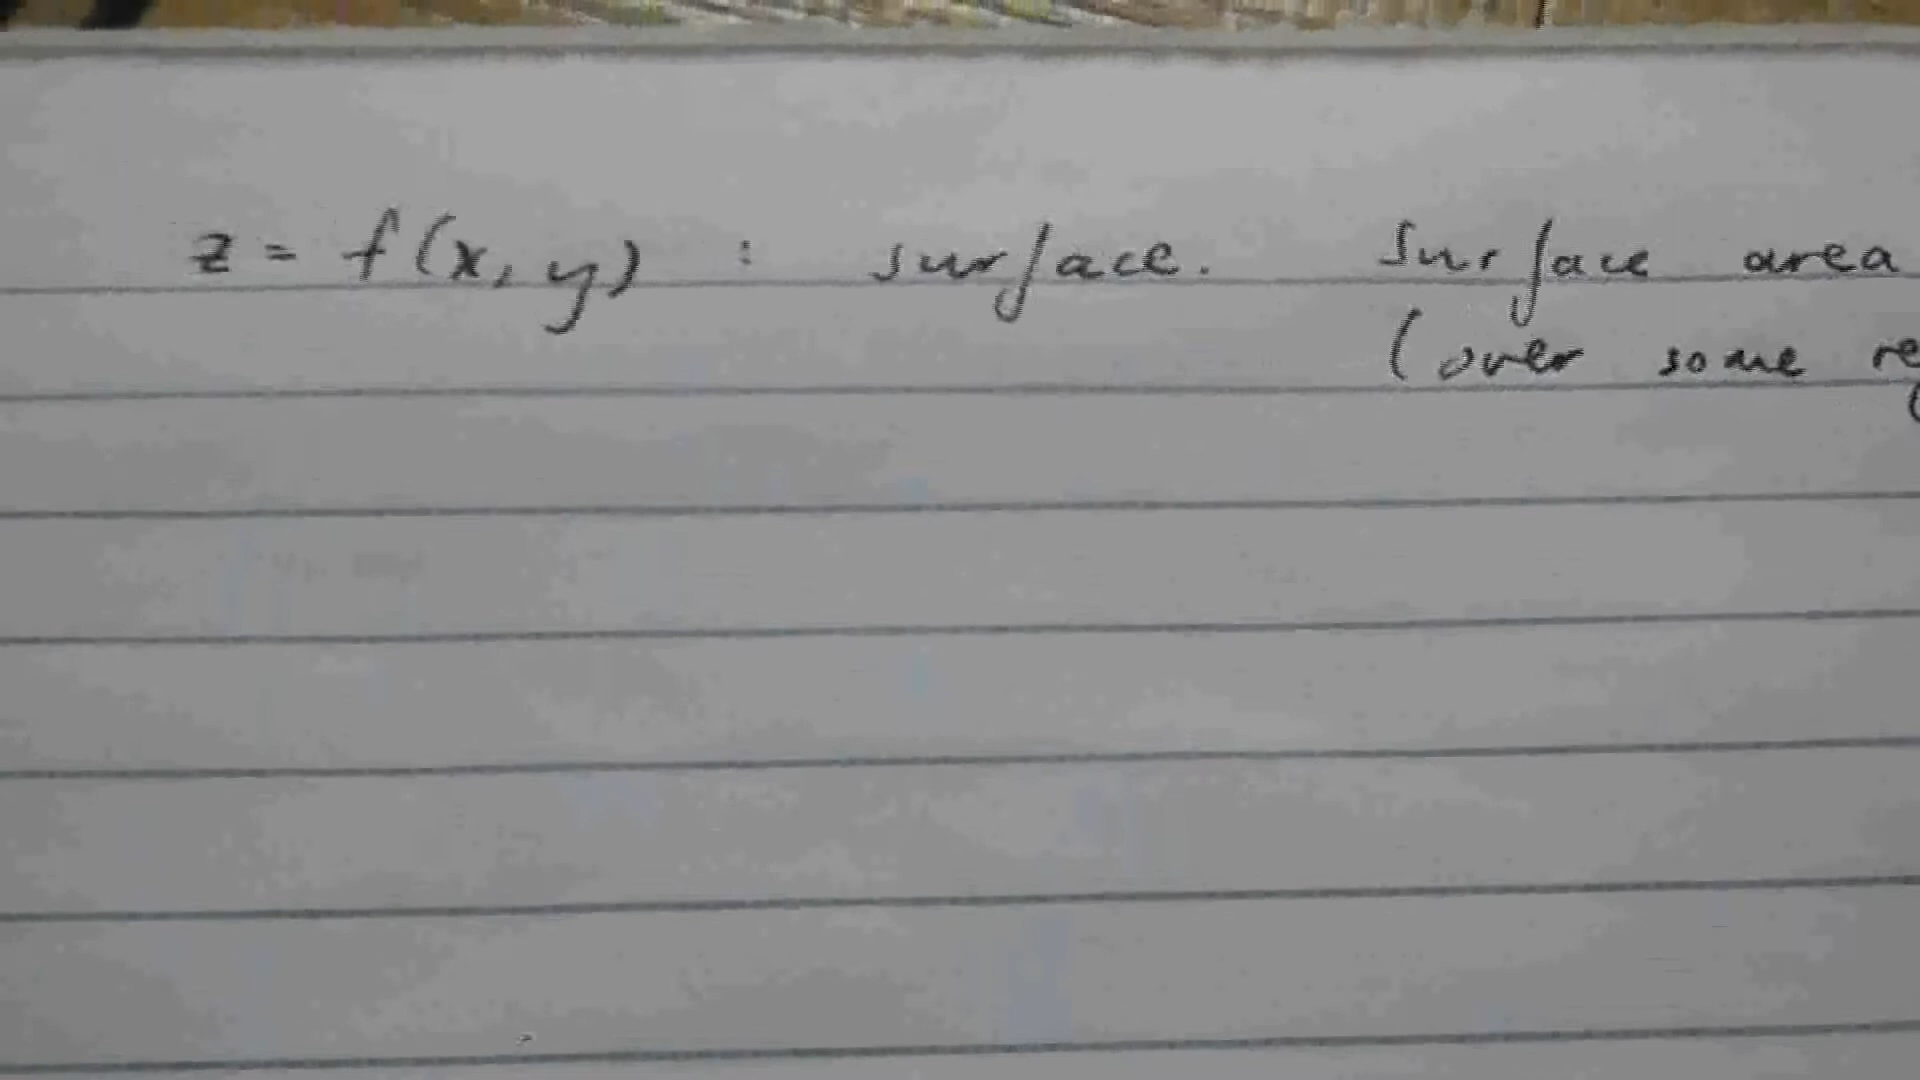 z = f(x, y) : surface. Surface area
(over some